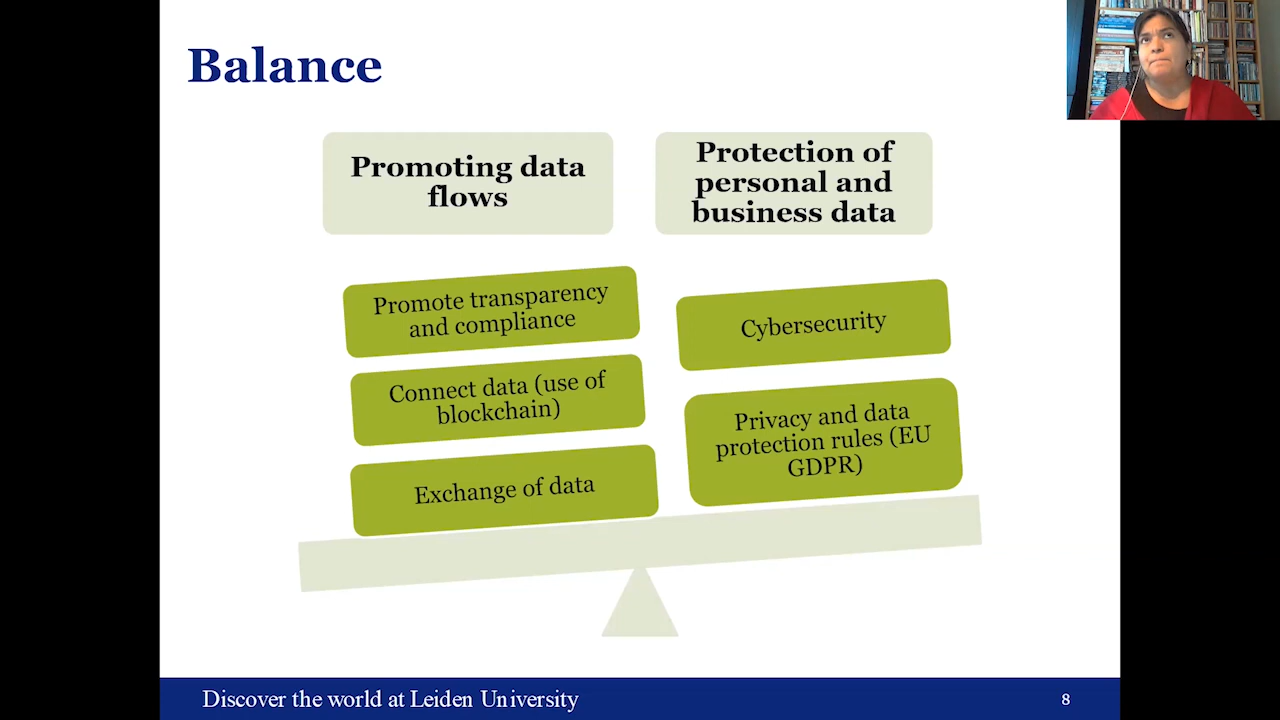 Balance
Promoting data
flows
Protection of
personal and
business data
Promote transparency
and compliance
Connect data (use of
blockchain)
Exchange of data
Cybersecurity
Privacy and data
protection rules (EU
GDPR)
Discover the world at Leiden University
8